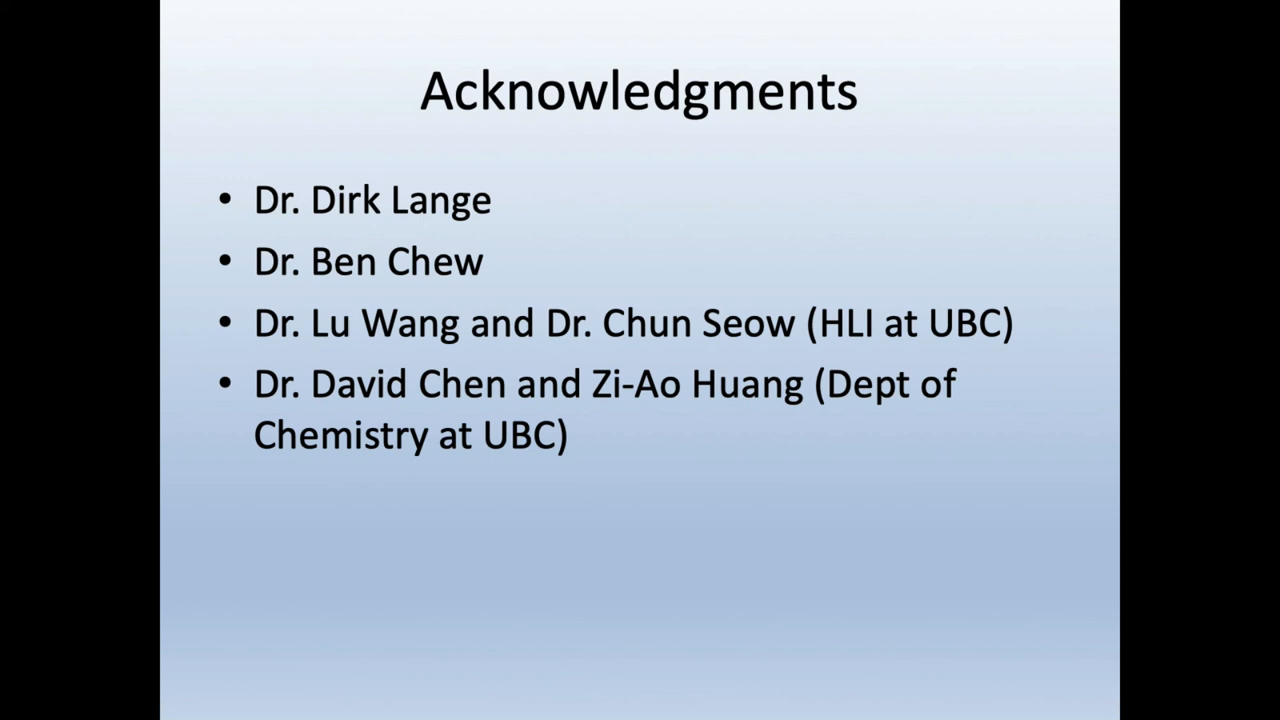 Acknowledgments
• Dr. Dirk Lange
• Dr. Ben Chew
• Dr. Lu Wang and Dr. Chun Seow (HLI at UBC)
• Dr. David Chen and Zi-Ao Huang (Dept of
Chemistry at UBC)